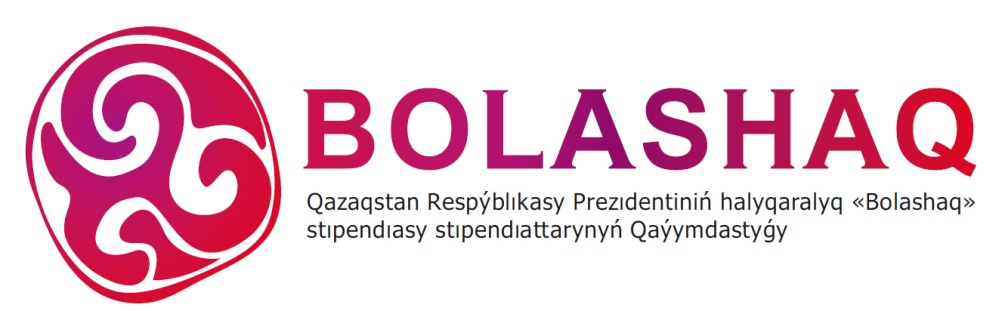 BOLASHAQ
Qazaqstan Respýblıkasy Prezıdentiniń halyqaralyq «Bolashaq»
stıpendıasy stıpendıattarynyń Qaýymdastyǵy